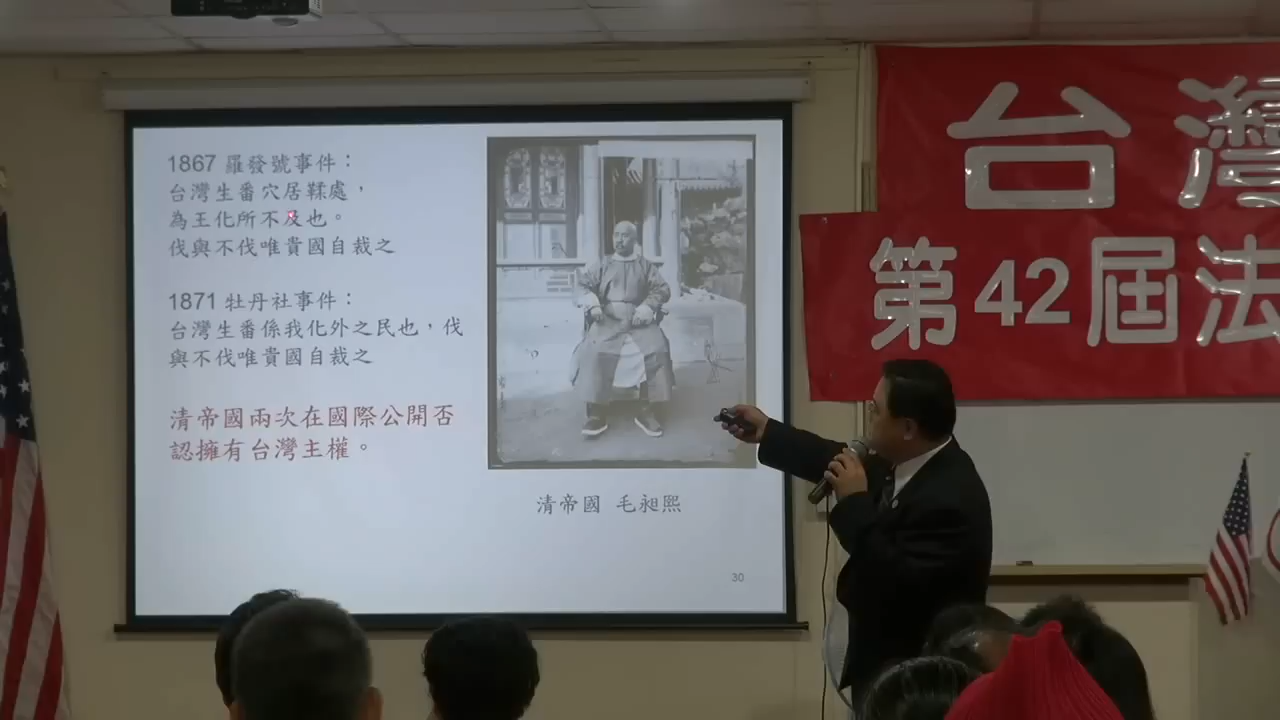 1867 羅發號事件：
台灣生番穴居鞣處，
為王化所不及也。
伐與不伐唯貴國自裁之
1871 牡丹社事件：
台灣生番係我化外之民也，伐
與不伐唯貴國自裁之
清帝國兩次在國際公開否
認擁有台灣主權。
清帝國 毛昶熙
30
台灣
第42屆法